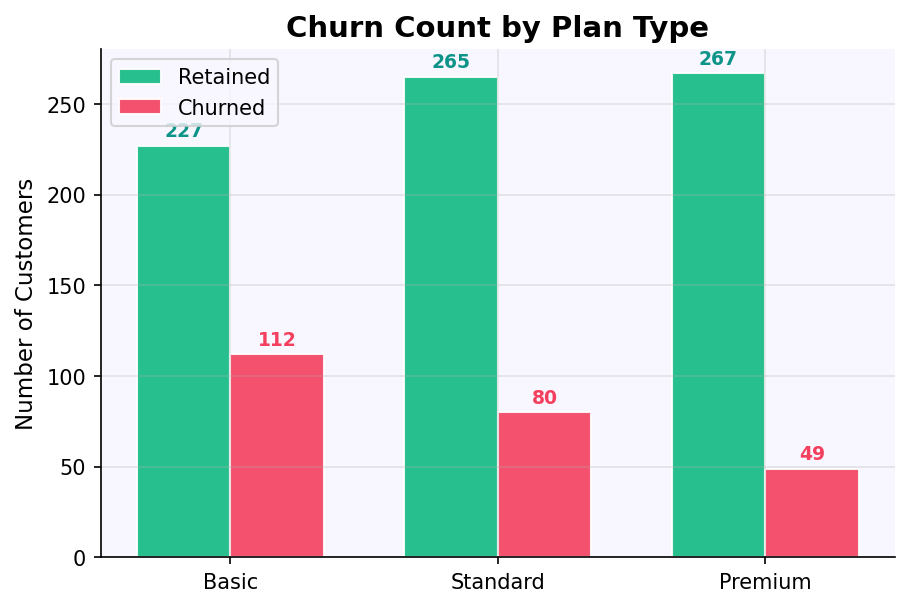 Churn Count by Plan Type
Retained
Churned
Number of Customers
250
200
150
100
50
0
227
112
265
80
267
49
Basic
Standard
Premium